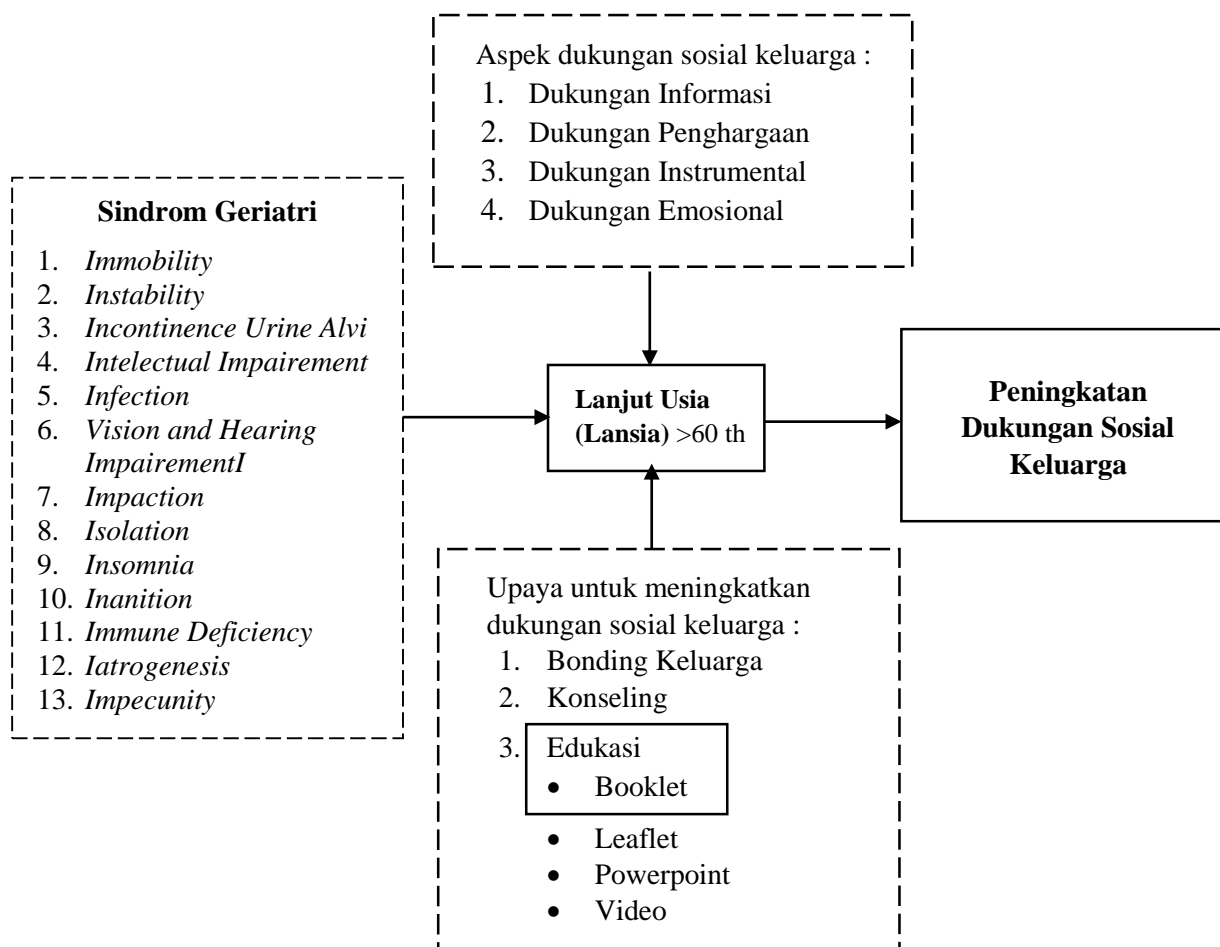 Aspek dukungan sosial keluarga :
1. Dukungan Informasi
2. Dukungan Penghargaan
3. Dukungan Instrumental
4. Dukungan Emosional
Sindrom Geriatri
1. Immobility
2. Instability
3. Incontinence Urine Alvi
4. Intelectual Impairement
5. Infection
6. Vision and Hearing
ImpairementI
7. Impaction
8. Isolation
9. Insomnia
10. Inanition
11. Immune Deficiency
12. Iatrogenesis
13. Impecunity
Lanjut Usia
(Lansia) >60 th
Peningkatan
Dukungan Sosial
Keluarga
Upaya untuk meningkatkan
dukungan sosial keluarga :
1. Bonding Keluarga
2. Konseling
3. Edukasi
• Booklet
• Leaflet
• Powerpoint
• Video